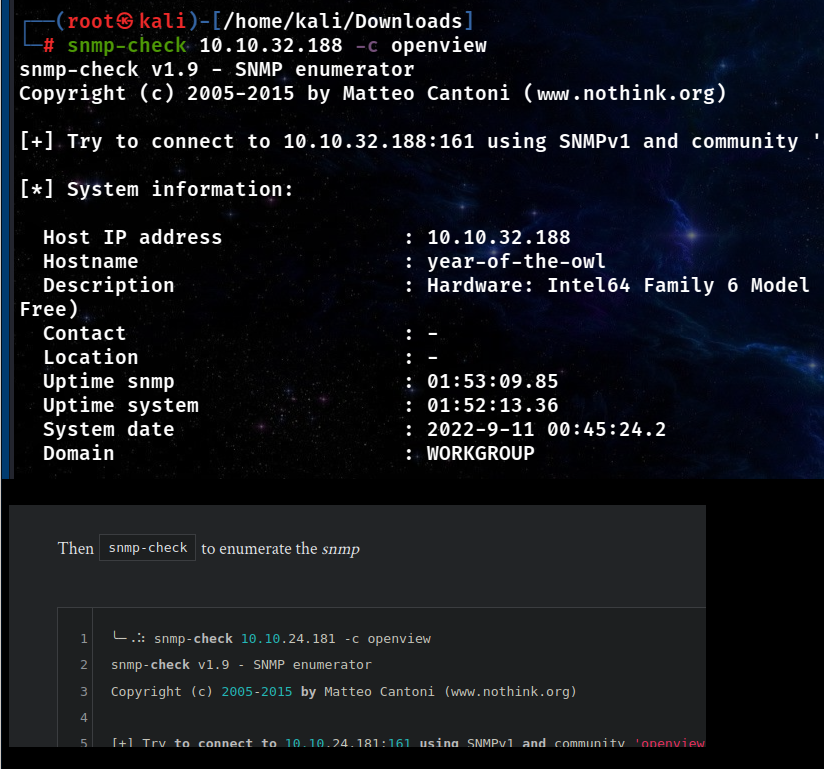 ┌──(root㉿kali)-[/home/kali/Downloads]
└─# snmp-check 10.10.32.188 -c openview
snmp-check v1.9 - SNMP enumerator
Copyright (c) 2005-2015 by Matteo Cantoni (www.nothink.org)
[+] Try to connect to 10.10.32.188:161 using SNMPv1 and community '
[*] System information:
Host IP address : 10.10.32.188
Hostname : year-of-the-owl
Description : Hardware: Intel64 Family 6 Model
Free)
Contact : -
Location : -
Uptime snmp : 01:53:09.85
Uptime system : 01:52:13.36
System date : 2022-9-11 00:45:24.2
Domain : WORKGROUP
Then snmp-check to enumerate the snmp
1 ╰─.⁝⁚ snmp-check 10.10.24.181 -c openview
2 snmp-check v1.9 - SNMP enumerator
3 Copyright (c) 2005-2015 by Matteo Cantoni (www.nothink.org)
4
5 [+] Try to connect to 10.10.24.181:161 using SNMPv1 and community 'openview